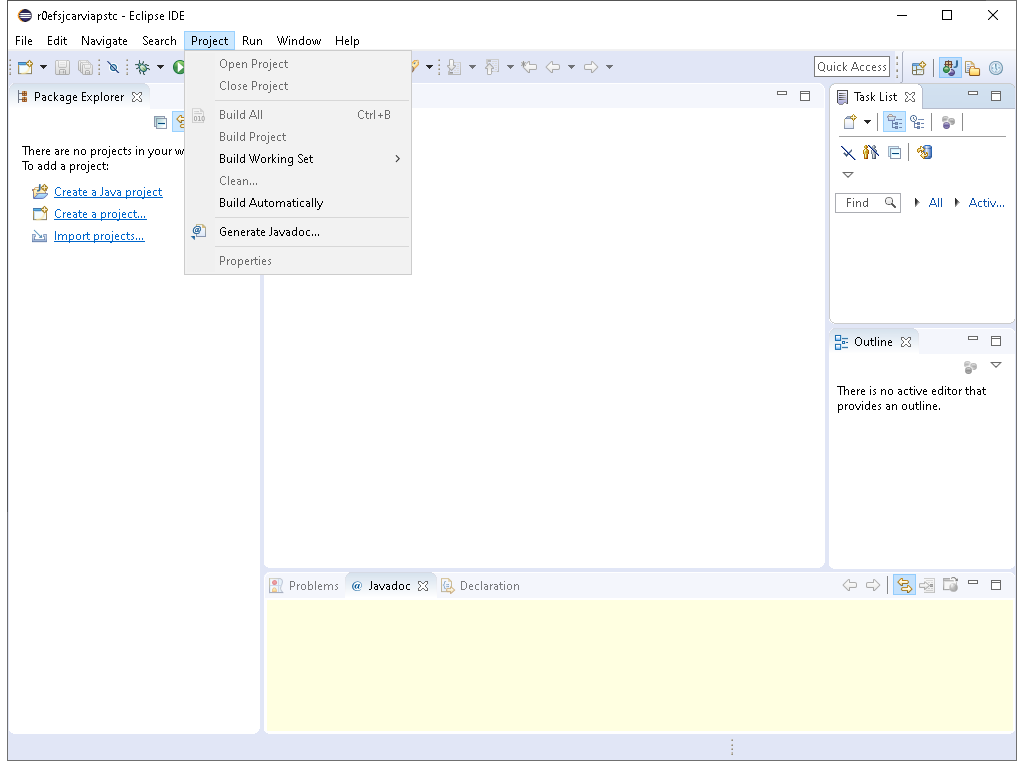 r0efsjcarviapstc - Eclipse IDE
File Edit Navigate Search Project Run Window Help
Quick Access
Package Explorer
There are no projects in your w
To add a project:
Create a Java project
Create a project...
Import projects...
Open Project
Close Project
010 Build All Ctrl+B
Build Project
Build Working Set
Clean...
Build Automatically
@ Generate Javadoc...
Properties
Task List
Find All Activ...
Outline
There is no active editor that
provides an outline.
Problems @ Javadoc Declaration